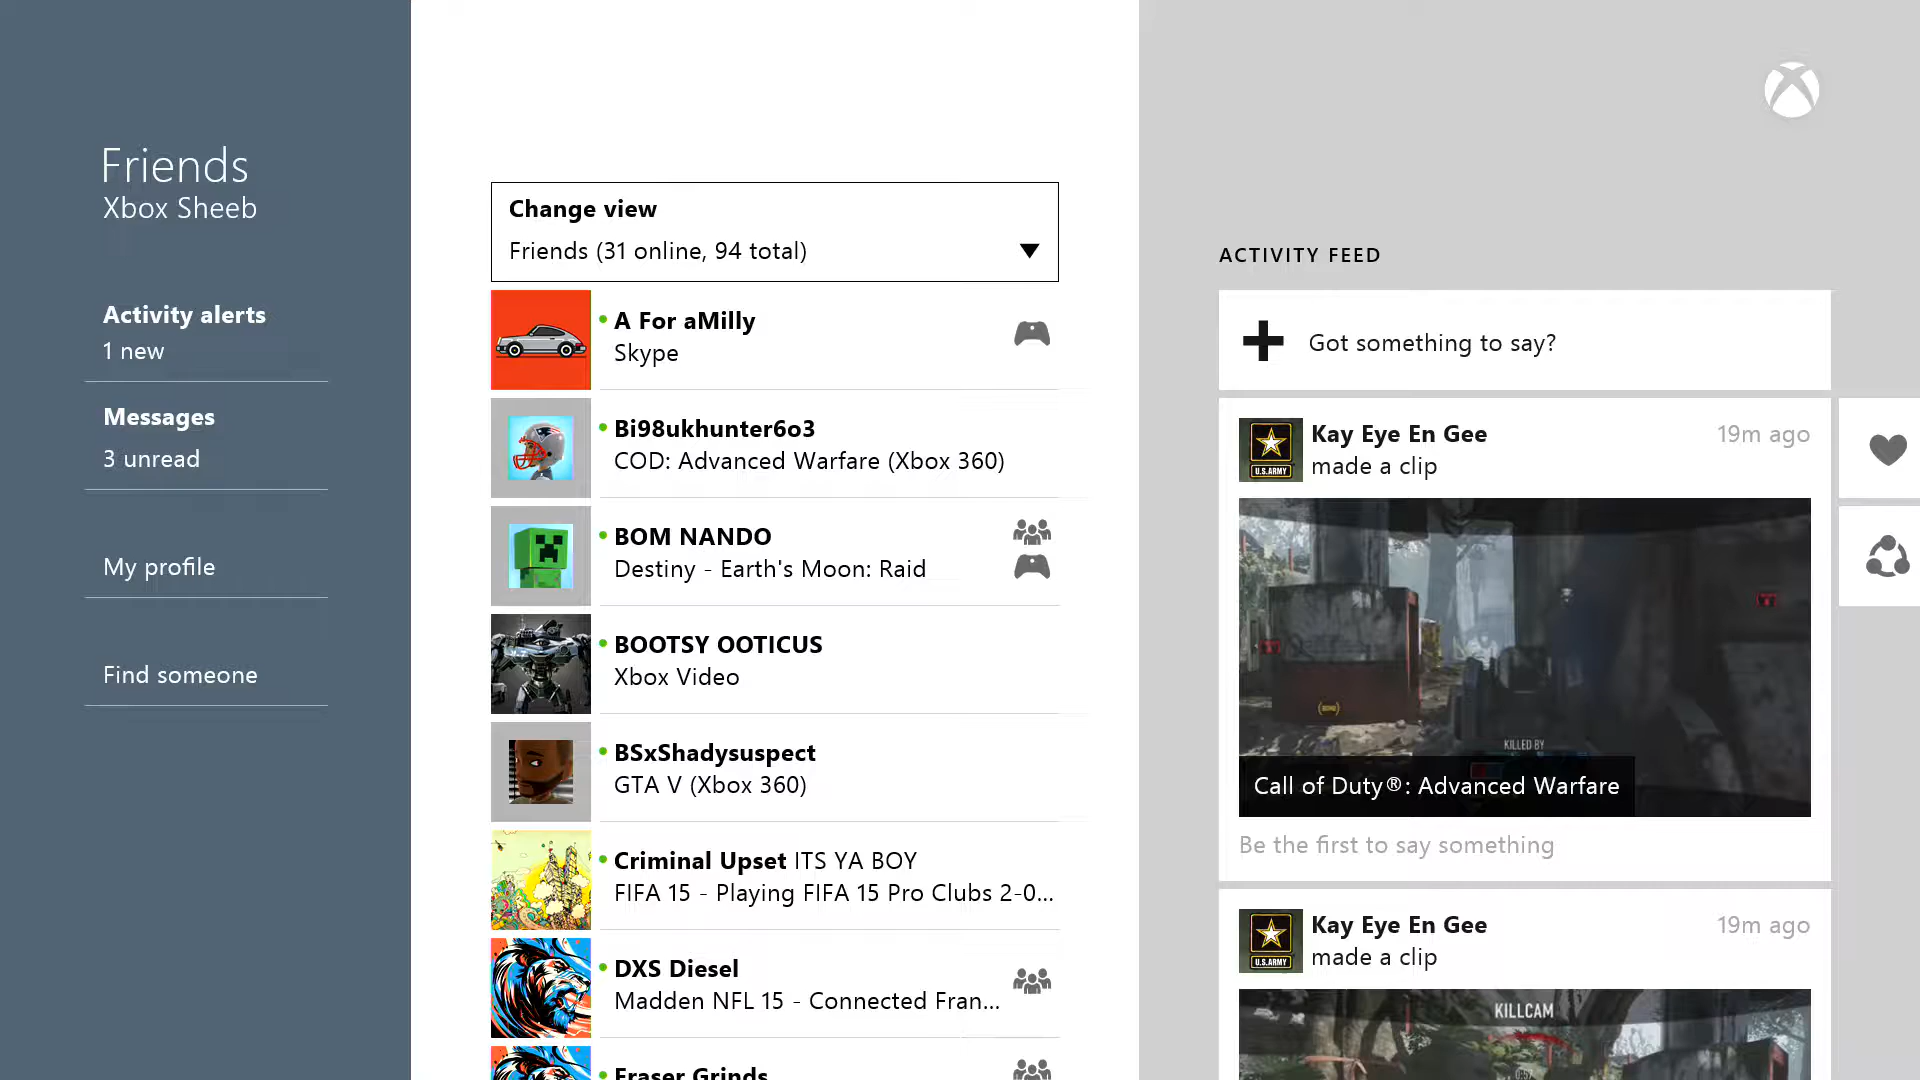 Friends
Xbox Sheeb
Activity alerts
1 new
Messages
3 unread
My profile
Find someone
Change view
Friends (31 online, 94 total)
A For aMilly
Skype
Bi98ukhunter6o3
COD: Advanced Warfare (Xbox 360)
BOM NANDO
Destiny - Earth's Moon: Raid
BOOTSY OOTICUS
Xbox Video
BSxShadysuspect
GTA V (Xbox 360)
Criminal Upset ITS YA BOY
FIFA 15 - Playing FIFA 15 Pro Clubs 2-0...
DXS Diesel
Madden NFL 15 - Connected Fran...
Fraser Grinds
ACTIVITY FEED
Got something to say?
Kay Eye En Gee 19m ago
made a clip
U.S.ARMY
KILLED BY
Call of Duty®: Advanced Warfare
Be the first to say something
Kay Eye En Gee 19m ago
made a clip
U.S.ARMY
KILLCAM